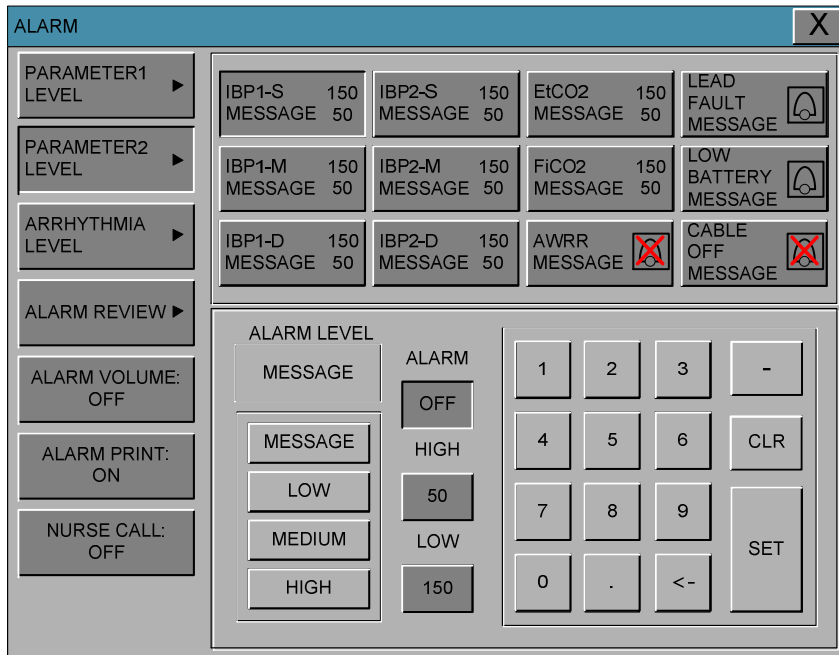 ALARM
X
PARAMETER1
LEVEL
PARAMETER2
LEVEL
ARRHYTHMIA
LEVEL
ALARM REVIEW
ALARM VOLUME:
OFF
ALARM PRINT:
ON
NURSE CALL:
OFF
IBP1-S 150
MESSAGE 50
IBP2-S 150
MESSAGE 50
EtCO2 150
MESSAGE 50
LEAD
FAULT
MESSAGE
IBP1-M 150
MESSAGE 50
IBP2-M 150
MESSAGE 50
FiCO2 150
MESSAGE 50
LOW
BATTERY
MESSAGE
IBP1-D 150
MESSAGE 50
IBP2-D 150
MESSAGE 50
AWRR
MESSAGE
CABLE
OFF
MESSAGE
ALARM LEVEL
MESSAGE
MESSAGE
LOW
MEDIUM
HIGH
ALARM
OFF
HIGH
50
LOW
150
1 2 3 -
4 5 6 CLR
7 8 9
SET
0 . <-